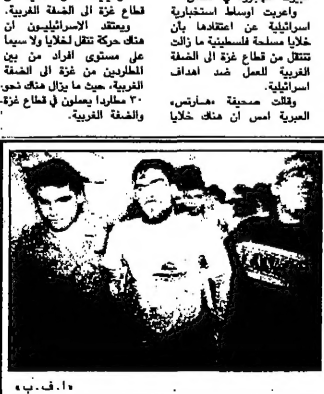 واعربت اوساط استخبارية
اسرائيلية عن اعتقادها بأن
خلايا مسلحة فلسطينية ما زالت
تنتقل من قطاع غزة الى الضفة
الغربية للعمل ضد اهداف
اسرائيلية.
وقالت صحيفة «هآرتس»
العبرية امس ان هناك خلايا
قطاع غزة الى الضفة الغربية.
ويعتقد الاسرائيليون ان
هناك حركة تنقل لخلايا ولا سيما
على مستوى افراد من بين
المطاردين من غزة الى الضفة
الغربية، حيث ما يزال هناك نحو
٣٠ مطاردا يعملون في قطاع غزة
والضفة الغربية.
«أ.ف.ب»